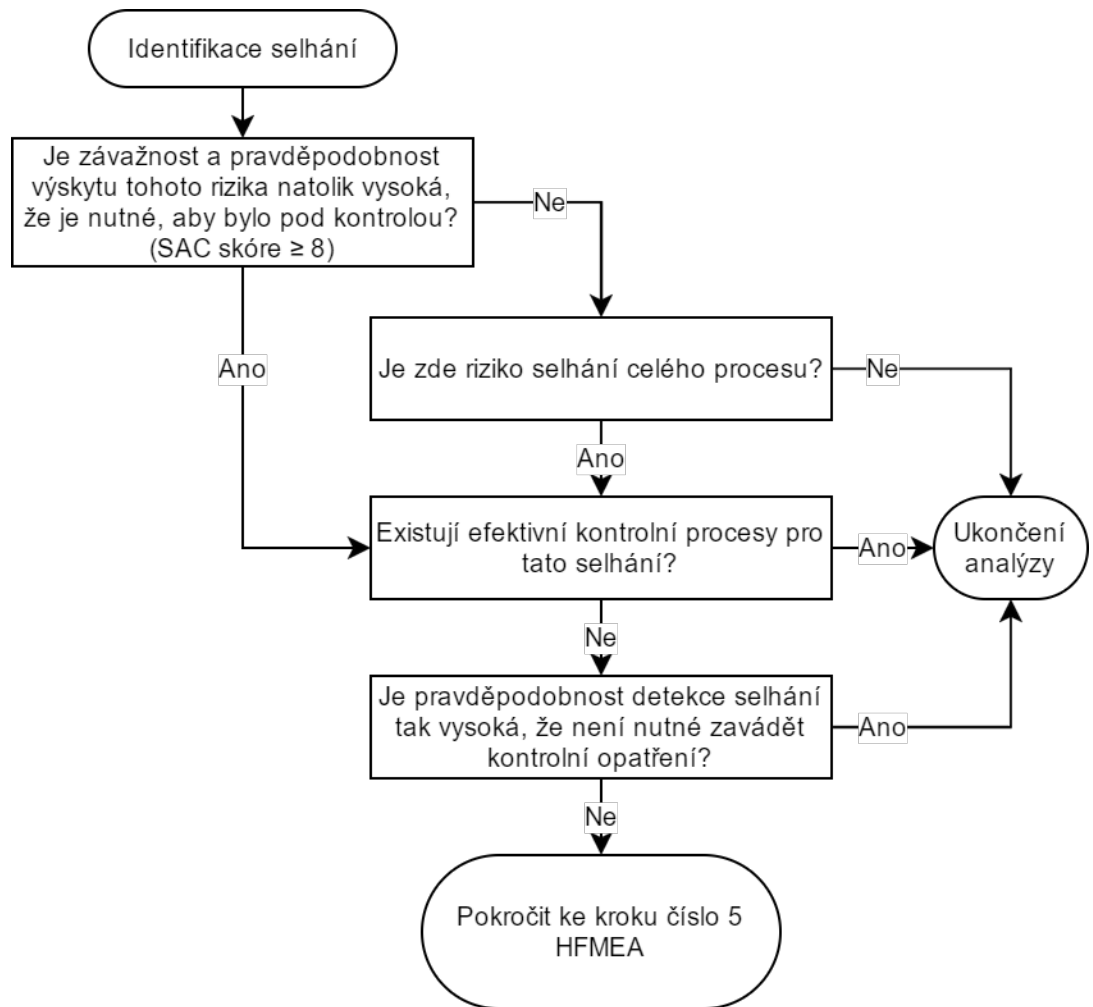 Identifikace selhání
Je závažnost a pravděpodobnost
výskytu tohoto rizika natolik vysoká,
že je nutné, aby bylo pod kontrolou?
(SAC skóre ≥ 8)
Ne
Ano
Je zde riziko selhání celého procesu?
Ne
Ano
Existují efektivní kontrolní procesy pro
tato selhání?
Ano
Ukončení
analýzy
Ne
Je pravděpodobnost detekce selhání
tak vysoká, že není nutné zavádět
kontrolní opatření?
Ano
Ne
Pokročit ke kroku číslo 5
HFMEA